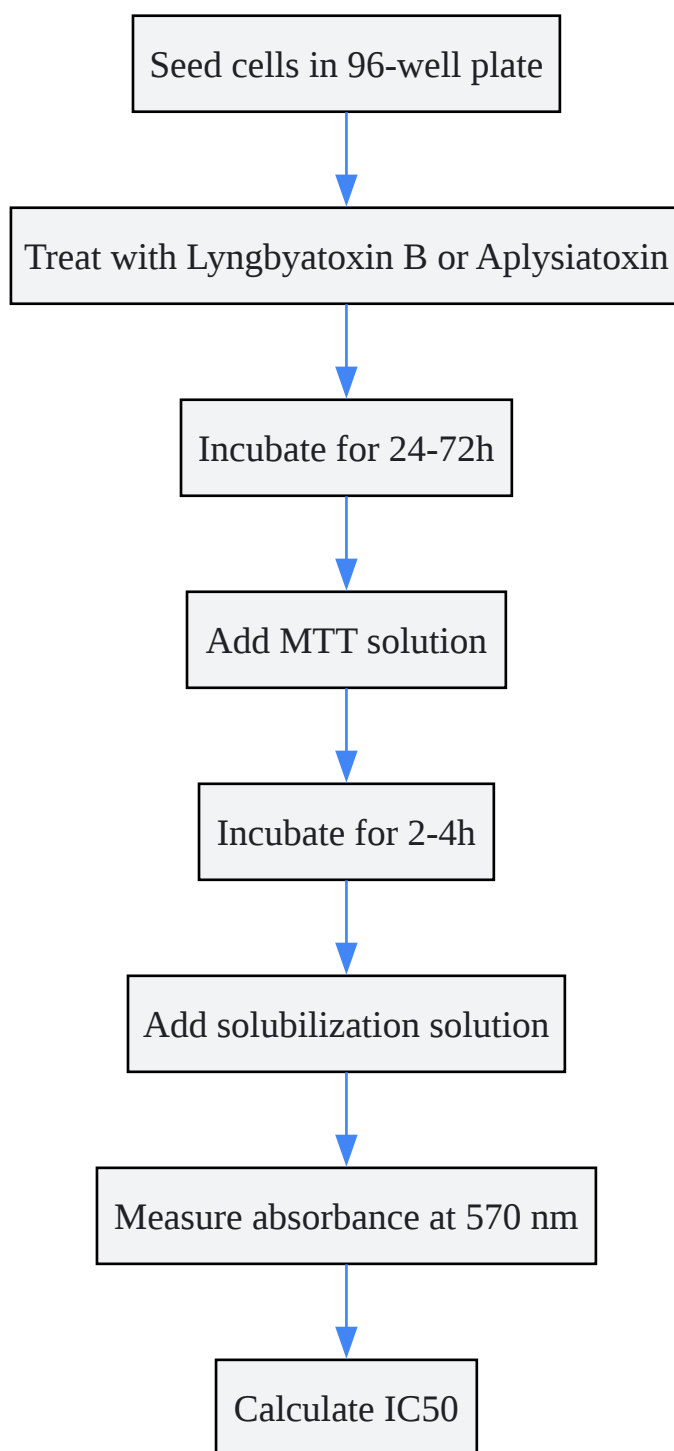 Seed cells in 96-well plate
Treat with Lyngbyatoxin B or Aplysiatoxin
Incubate for 24-72h
Add MTT solution
Incubate for 2-4h
Add solubilization solution
Measure absorbance at 570 nm
Calculate IC50